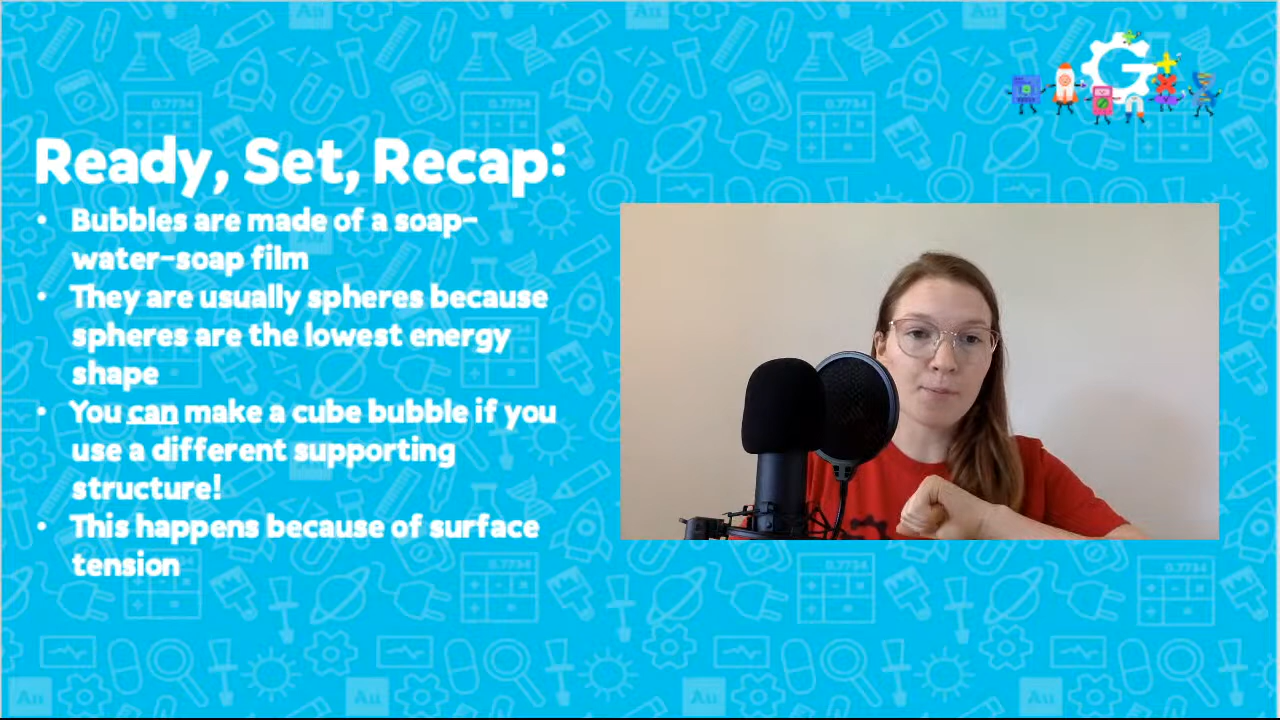 Ready, Set, Recap:
• Bubbles are made of a soap-
water-soap film
• They are usually spheres because
spheres are the lowest energy
shape
• You can make a cube bubble if you
use a different supporting
structure!
• This happens because of surface
tension